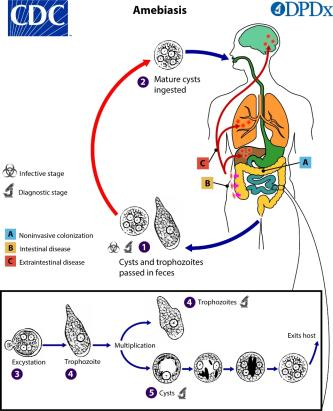 CDC
Amebiasis
DPDx
2 Mature cysts
ingested
Infective stage
Diagnostic stage
A Noninvasive colonization
B Intestinal disease
C Extraintestinal disease
C
B
A
1
Cysts and trophozoites
passed in feces
4 Trophozoites
Exits host
Multiplication
Excystation
3
Trophozoite
4
5 Cysts